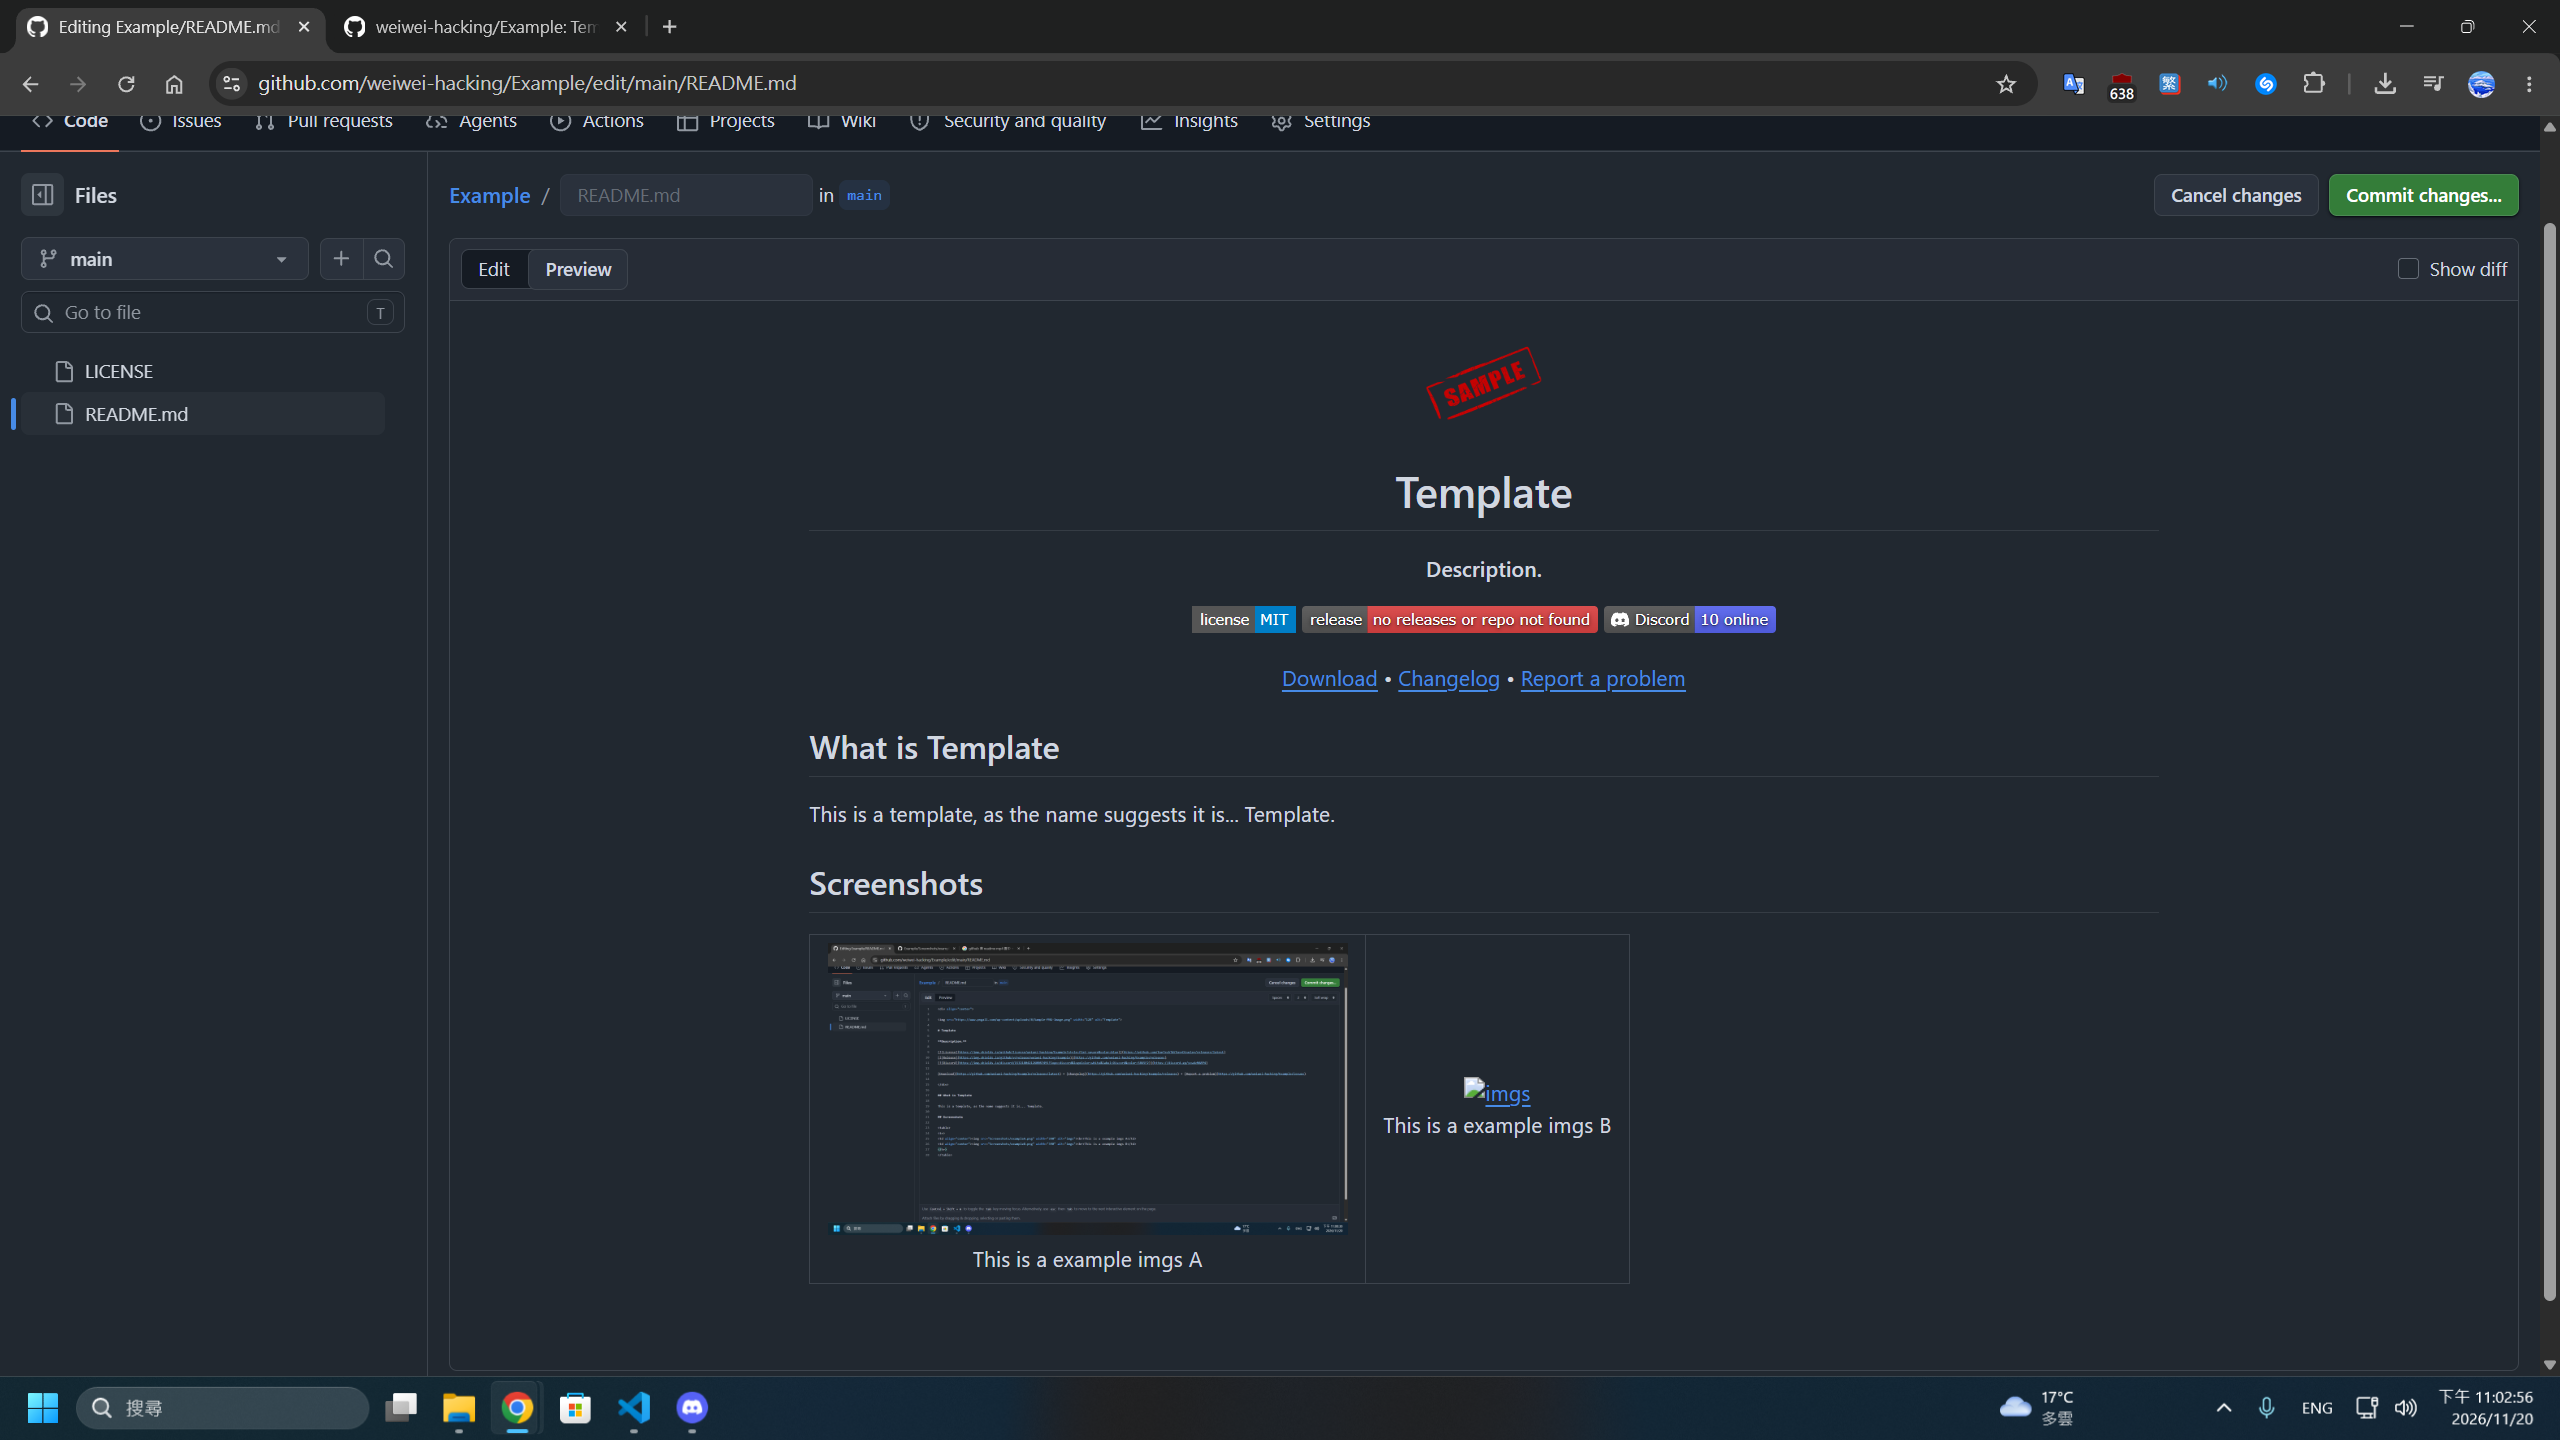 Editing Example/README.md
weiwei-hacking/Example: Tem
github.com/weiwei-hacking/Example/edit/main/README.md
638
繁
Code
Issues
Pull requests
Agents
Actions
Projects
Wiki
Security and quality
Insights
Settings
Files
Example / README.md in main
Cancel changes
Commit changes...
main
Edit
Preview
Show diff
Go to file
T
LICENSE
README.md
SAMPLE
Template
Description.
license MIT
release no releases or repo not found
Discord 10 online
Download • Changelog • Report a problem
What is Template
This is a template, as the name suggests it is... Template.
Screenshots
imgs
This is a example imgs B
This is a example imgs A
搜尋
17°C
多雲
ENG
下午 11:02:56
2026/11/20